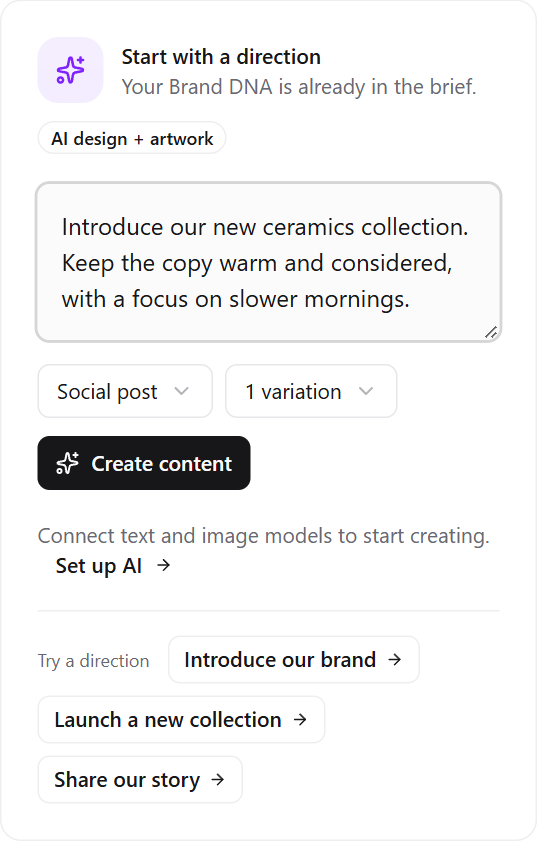 Start with a direction
Your Brand DNA is already in the brief.
AI design + artwork
Introduce our new ceramics collection.
Keep the copy warm and considered,
with a focus on slower mornings.
Social post
1 variation
Create content
Connect text and image models to start creating.
Set up AI →
Try a direction
Introduce our brand →
Launch a new collection →
Share our story →